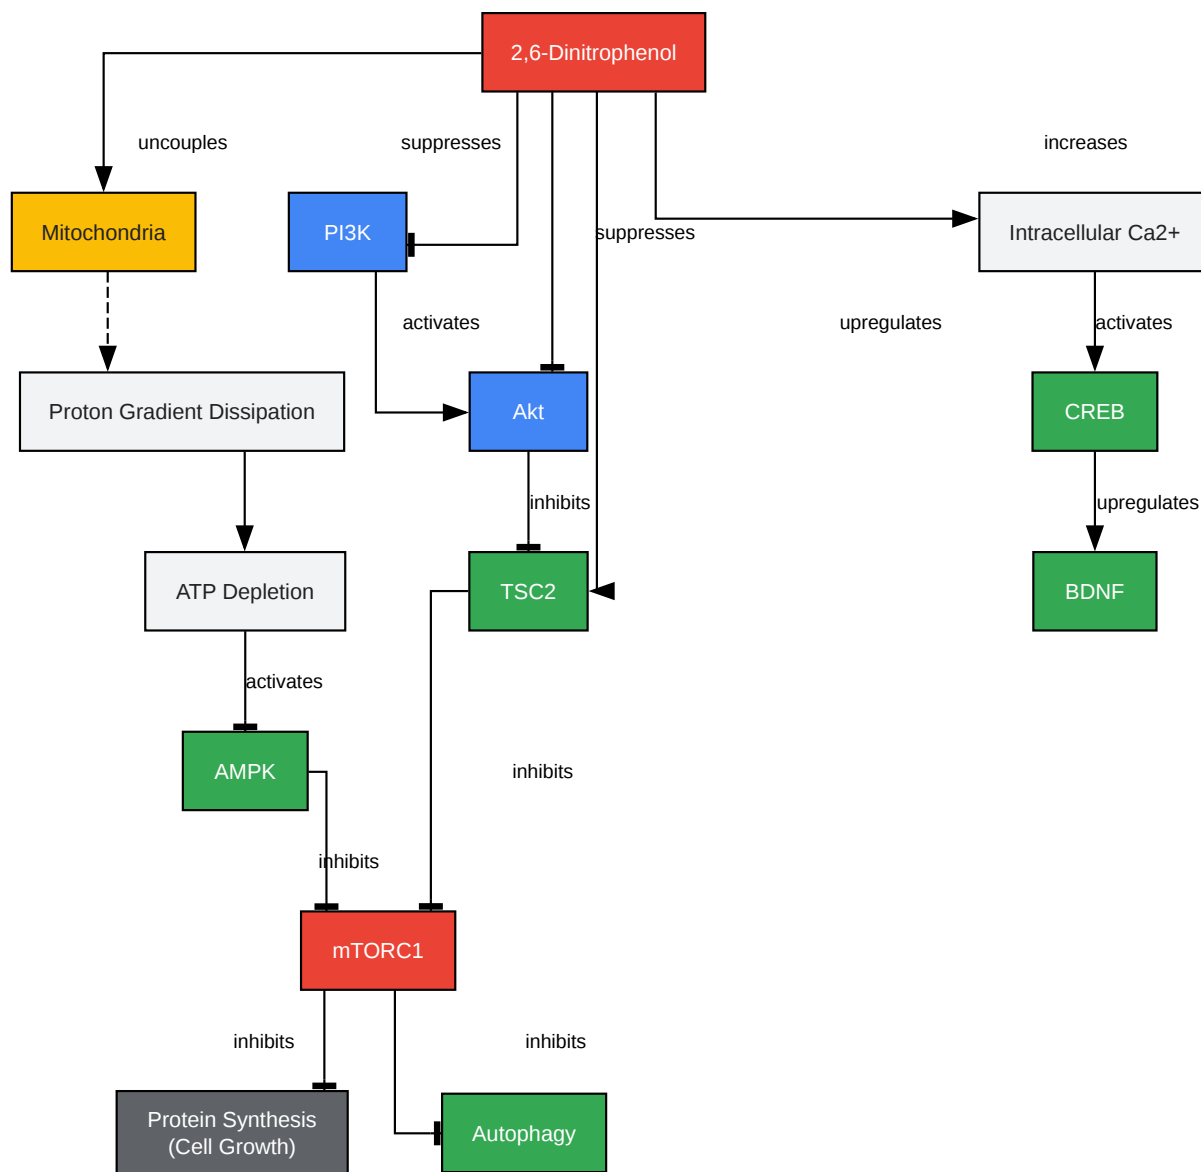 2,6-Dinitrophenol
uncouples
suppresses
increases
Mitochondria
PI3K
suppresses
Intracellular Ca2+
activates
upregulates
activates
Proton Gradient Dissipation
Akt
CREB
inhibits
upregulates
ATP Depletion
TSC2
BDNF
activates
AMPK
inhibits
inhibits
mTORC1
inhibits
inhibits
Protein Synthesis
(Cell Growth)
Autophagy